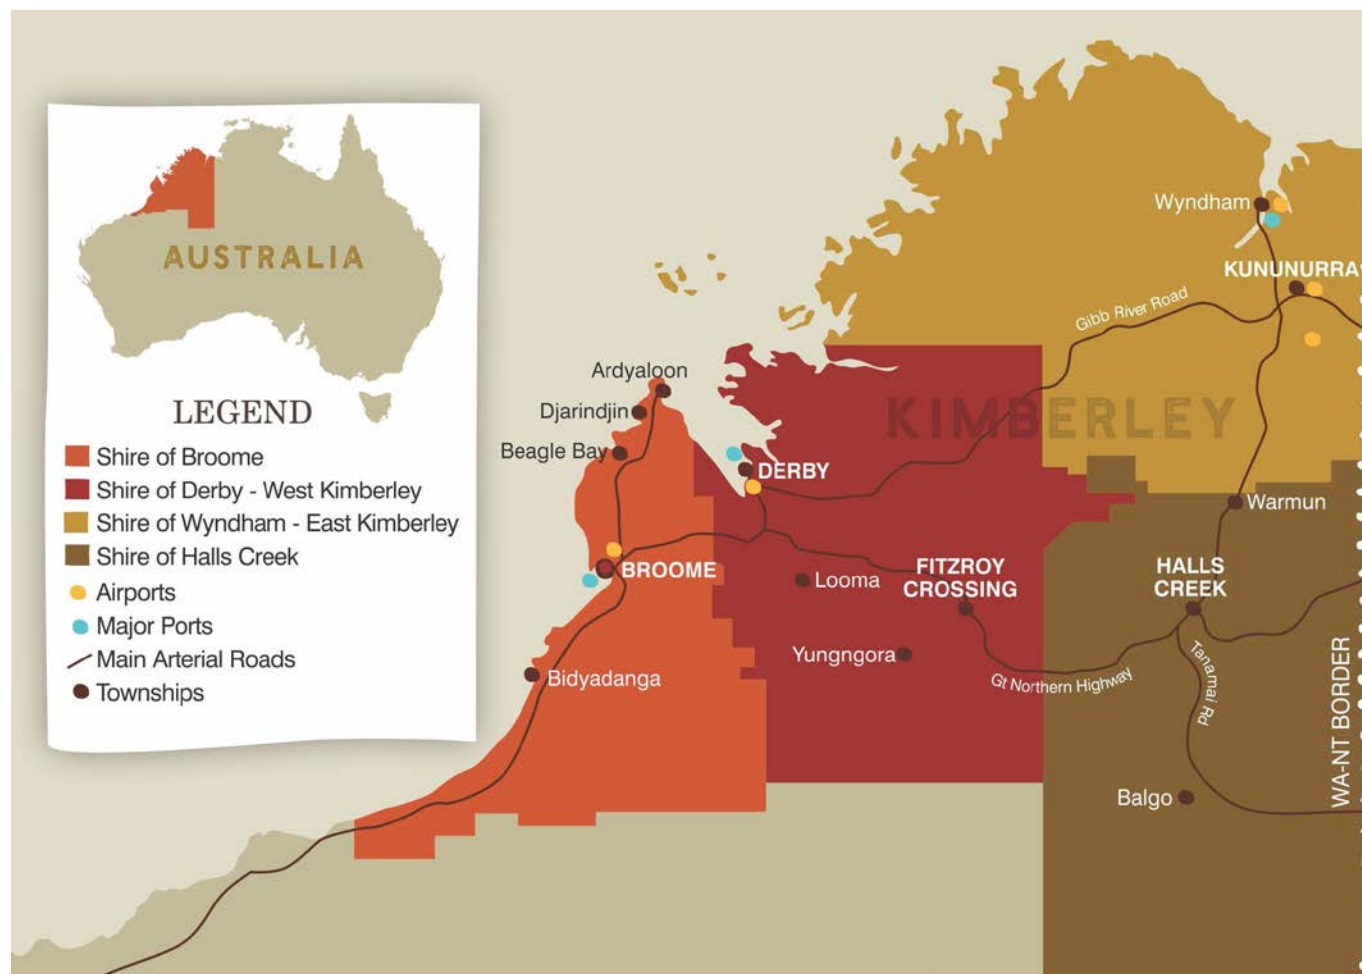 AUSTRALIA
LEGEND
Shire of Broome
Shire of Derby - West Kimberley
Shire of Wyndham - East Kimberley
Shire of Halls Creek
Airports
Major Ports
Main Arterial Roads
Townships
Wyndham
KUNUNURRA
Gibb River Road
Ardyaloon
Djarindjin
KIMBERLEY
Beagle Bay
DERBY
Warmun
BROOME
Looma
FITZROY
CROSSING
HALLS
CREEK
Yungngora
Bidyadanga
Gt Northern Highway
Tanamai Rd
WA-NT BORDER
Balgo